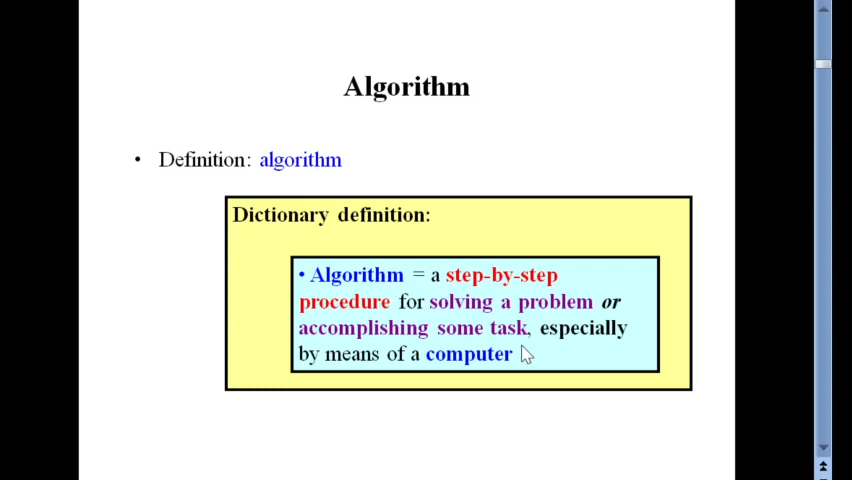 Algorithm
• Definition: algorithm
Dictionary definition:
• Algorithm = a step-by-step
procedure for solving a problem or
accomplishing some task, especially
by means of a computer